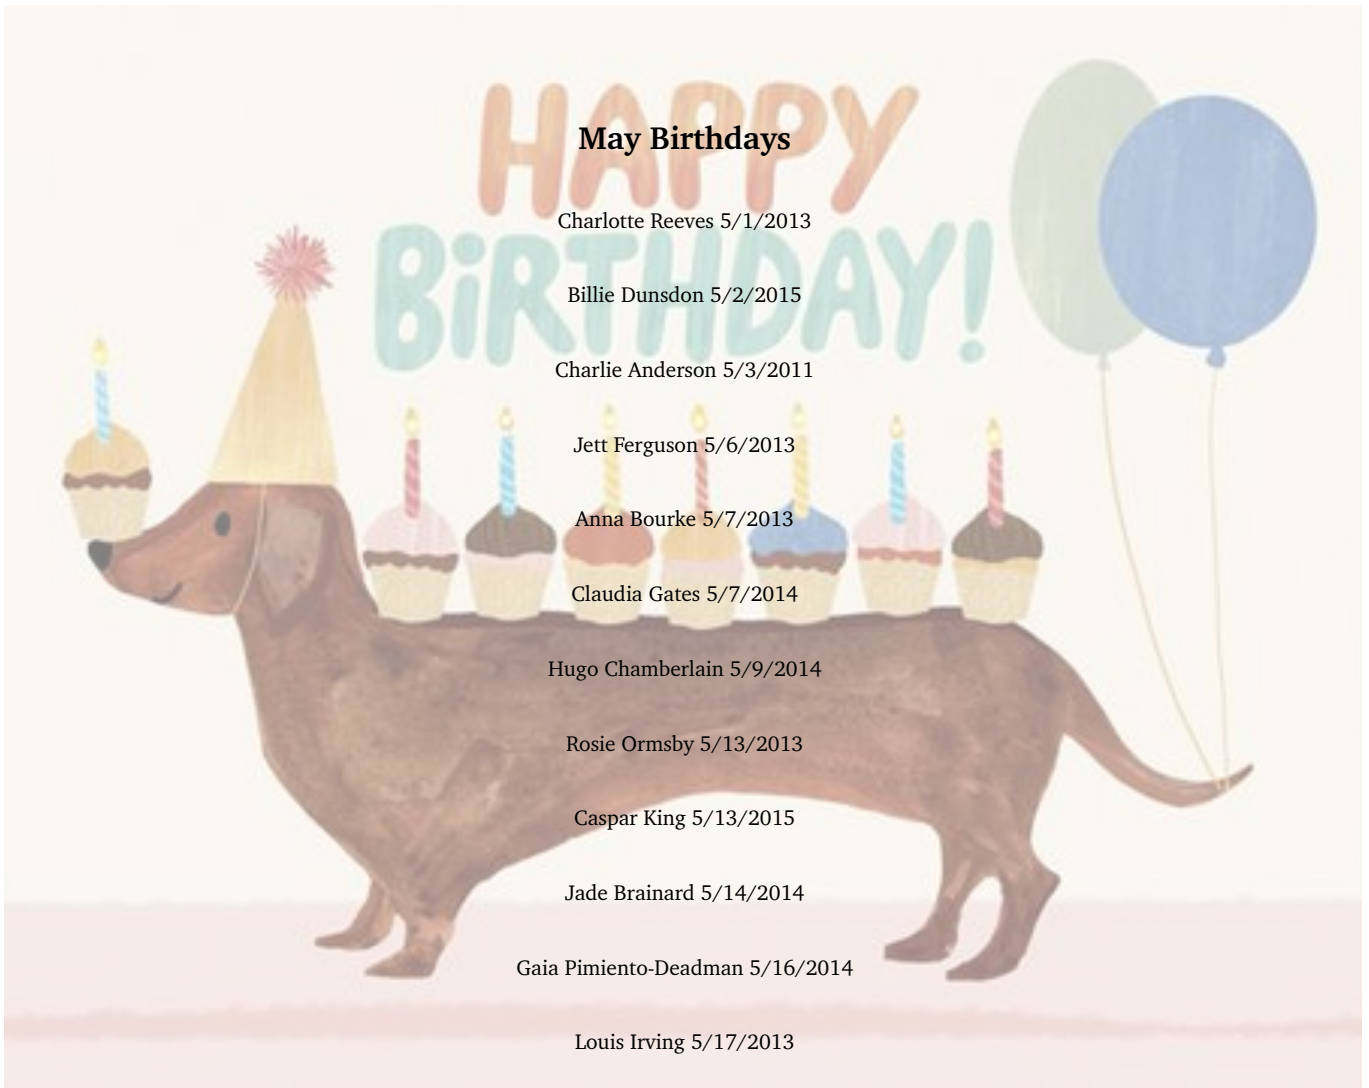 HAPPY
BiRTHDAY!
May Birthdays
Charlotte Reeves 5/1/2013
Billie Dunsdon 5/2/2015
Charlie Anderson 5/3/2011
Jett Ferguson 5/6/2013
Anna Bourke 5/7/2013
Claudia Gates 5/7/2014
Hugo Chamberlain 5/9/2014
Rosie Ormsby 5/13/2013
Caspar King 5/13/2015
Jade Brainard 5/14/2014
Gaia Pimiento-Deadman 5/16/2014
Louis Irving 5/17/2013